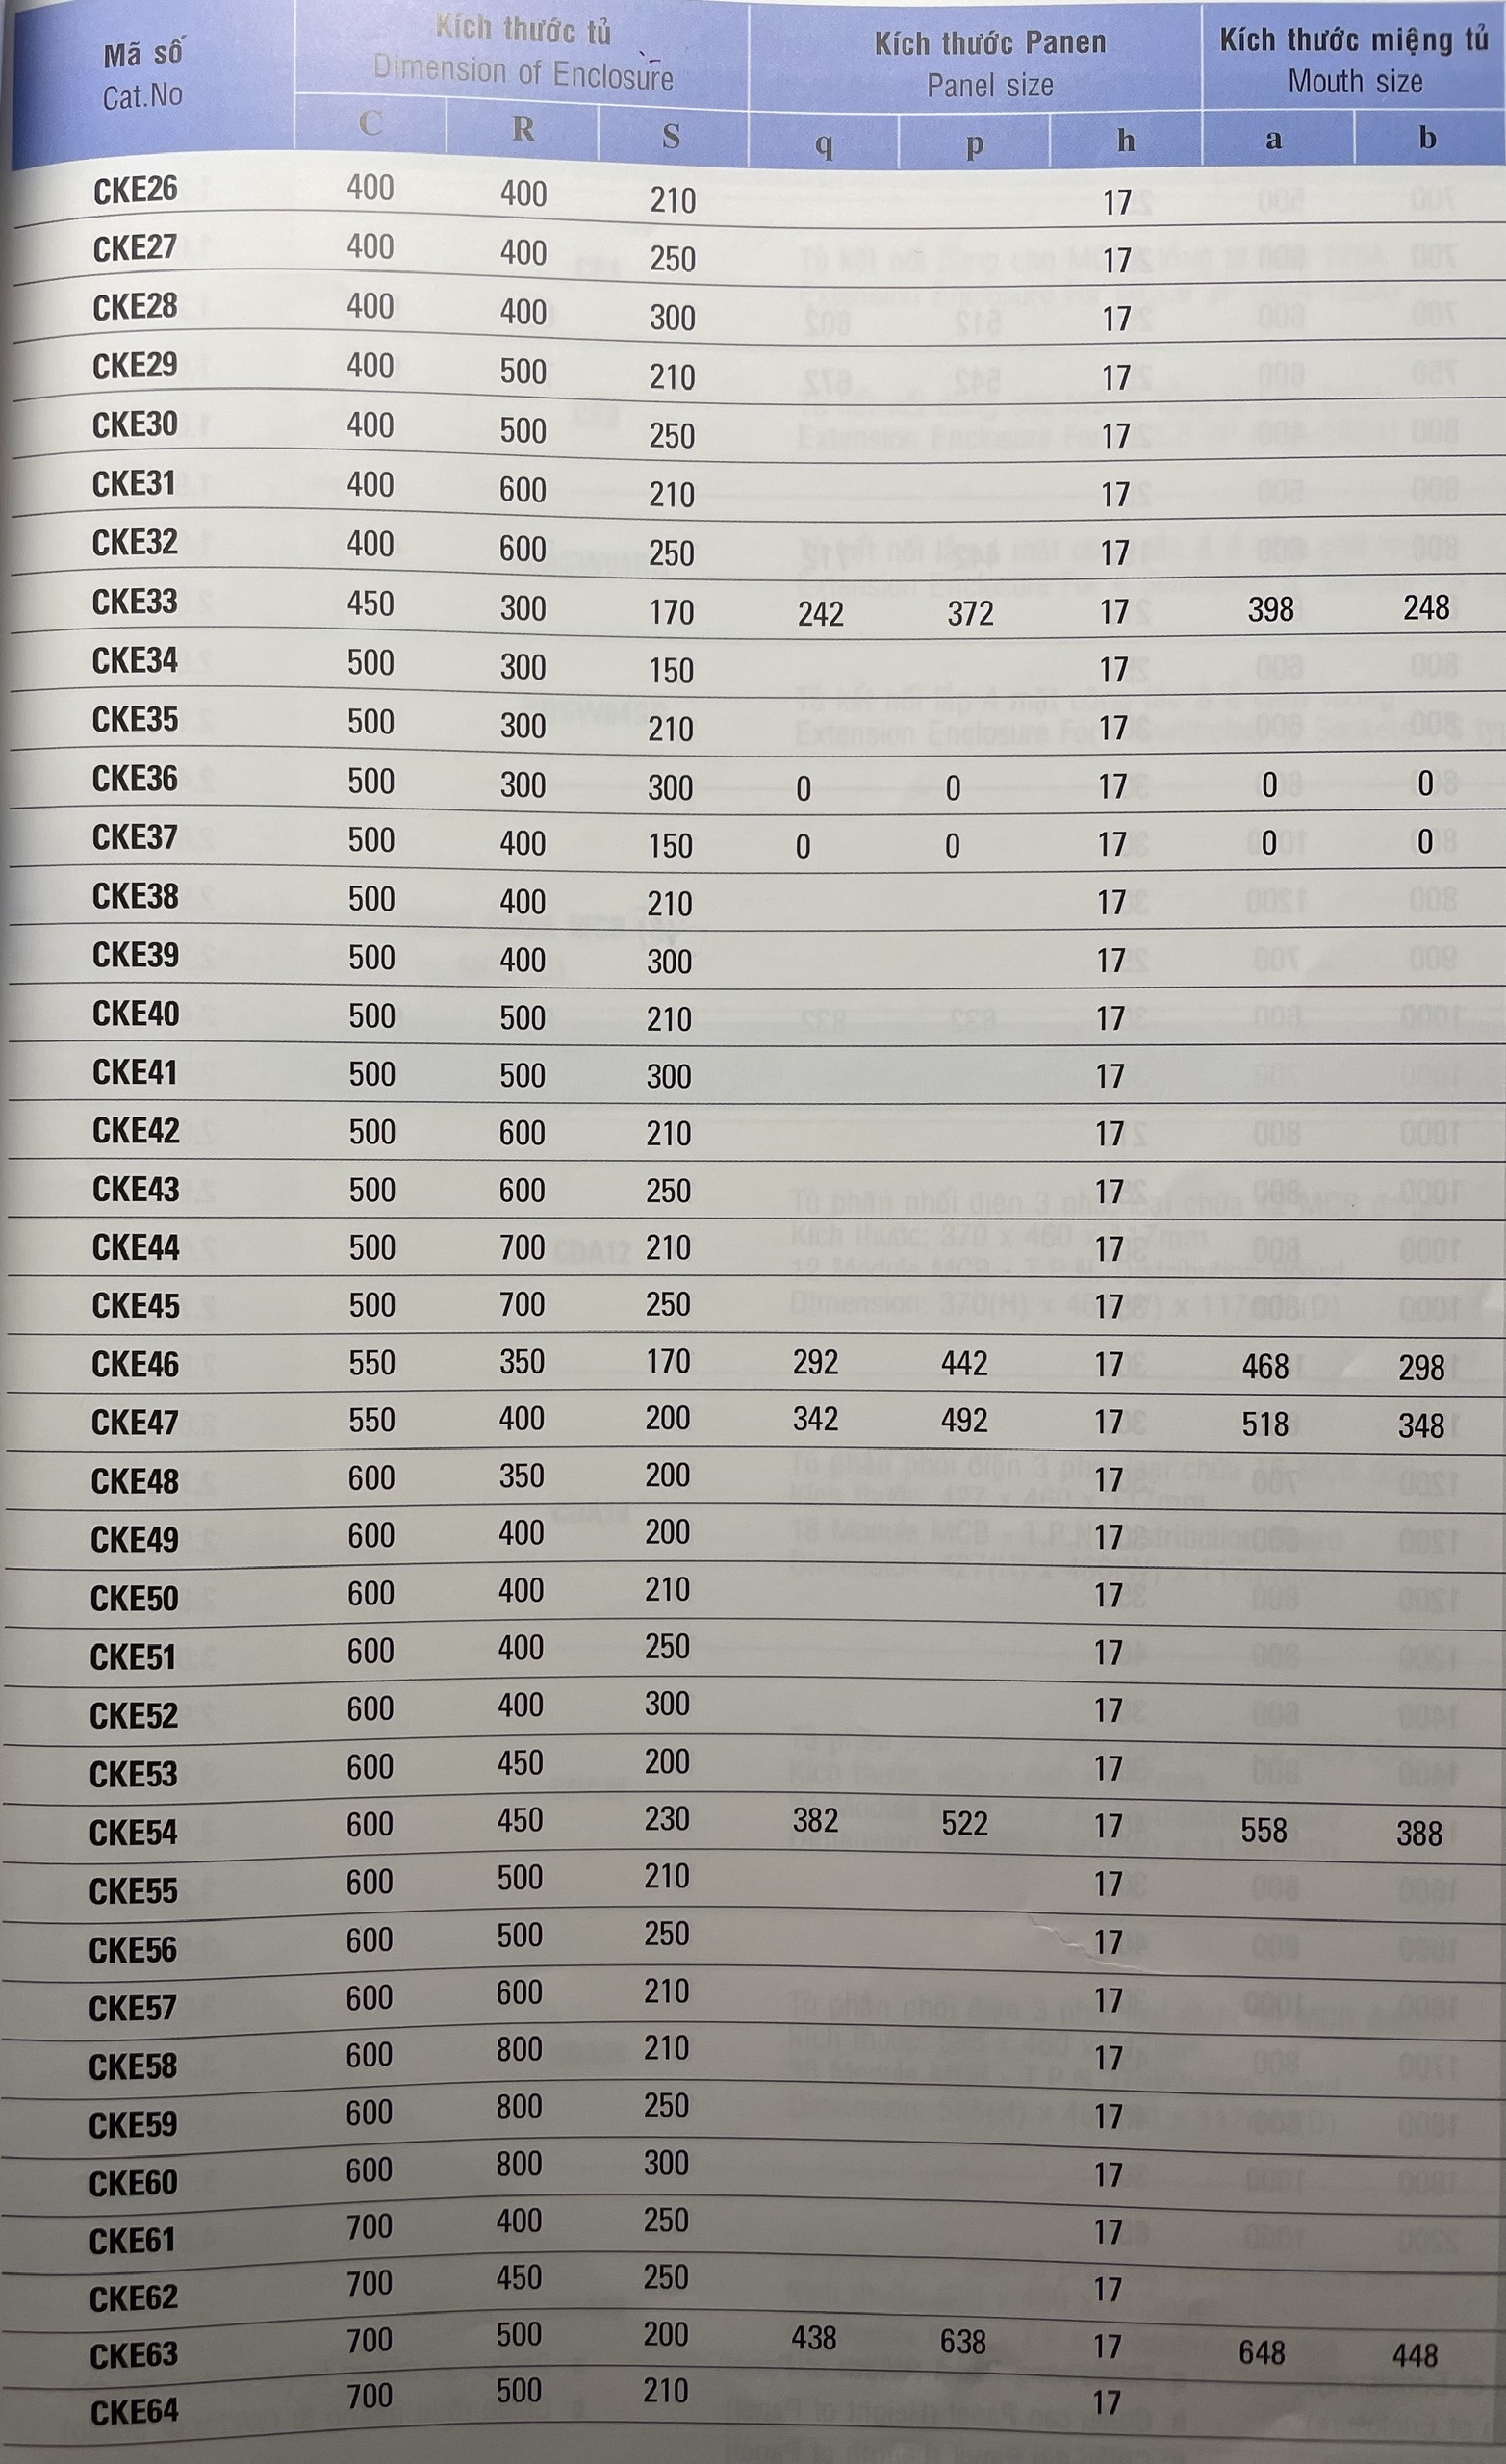 Mã số Kích thước tủ Kích thước Panen Kích thước miệng tủ
Cat.No Dimension of Enclosure Panel size Mouth size
C R S q p h a b
CKE26 400 400 210 17
CKE27 400 400 250 17
CKE28 400 400 300 17
CKE29 400 500 210 17
CKE30 400 500 250 17
CKE31 400 600 210 17
CKE32 400 600 250 17
CKE33 450 300 170 242 372 17 398 248
CKE34 500 300 150 17
CKE35 500 300 210 17
CKE36 500 300 300 0 0 17 0 0
CKE37 500 400 150 0 0 17 0 0
CKE38 500 400 210 17
CKE39 500 400 300 17
CKE40 500 500 210 17
CKE41 500 500 300 17
CKE42 500 600 210 17
CKE43 500 600 250 17
CKE44 500 700 210 17
CKE45 500 700 250 17
CKE46 550 350 170 292 442 17 468 298
CKE47 550 400 200 342 492 17 518 348
CKE48 600 350 200 17
CKE49 600 400 200 17
CKE50 600 400 210 17
CKE51 600 400 250 17
CKE52 600 400 300 17
CKE53 600 450 200 17
CKE54 600 450 230 382 522 17 558 388
CKE55 600 500 210 17
CKE56 600 500 250 17
CKE57 600 600 210 17
CKE58 600 800 210 17
CKE59 600 800 250 17
CKE60 600 800 300 17
CKE61 700 400 250 17
CKE62 700 450 250 17
CKE63 700 500 200 438 638 17 648 448
CKE64 700 500 210 17